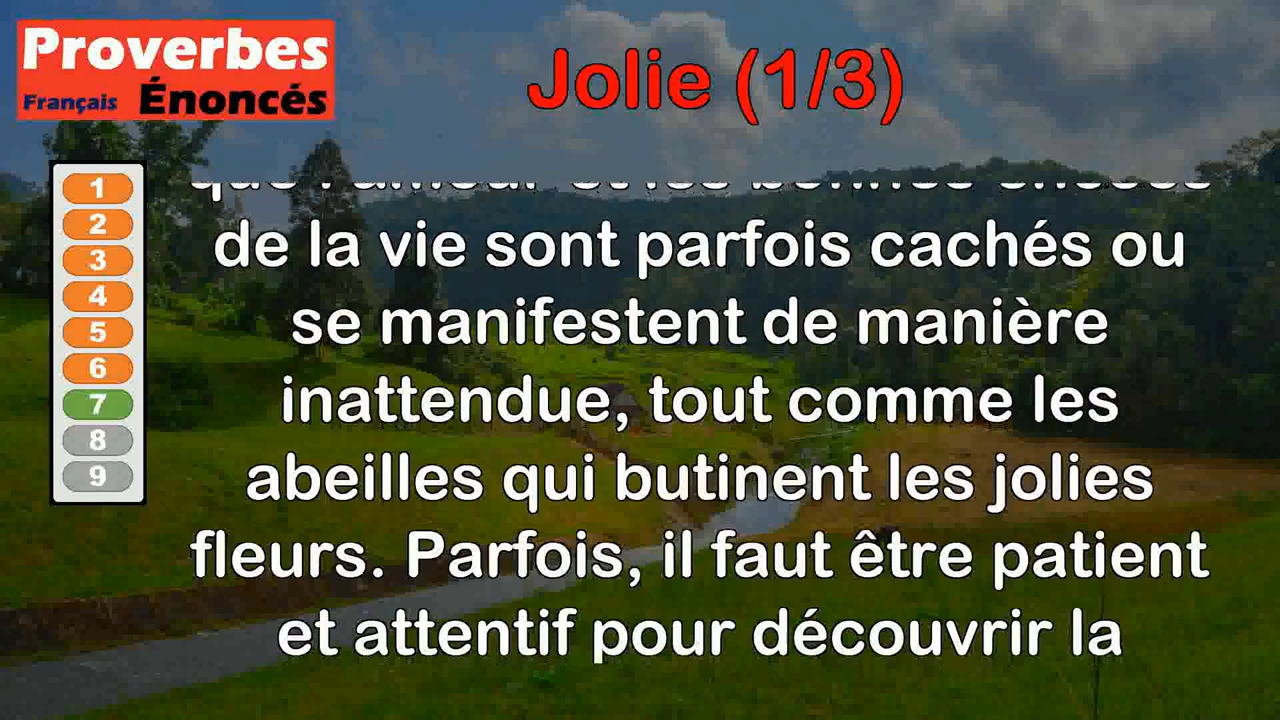 Proverbes
Français Énoncés
Jolie (1/3)
1
2
3
4
5
6
7
8
9
de la vie sont parfois cachés ou
se manifestent de manière
inattendue, tout comme les
abeilles qui butinent les jolies
fleurs. Parfois, il faut être patient
et attentif pour découvrir la